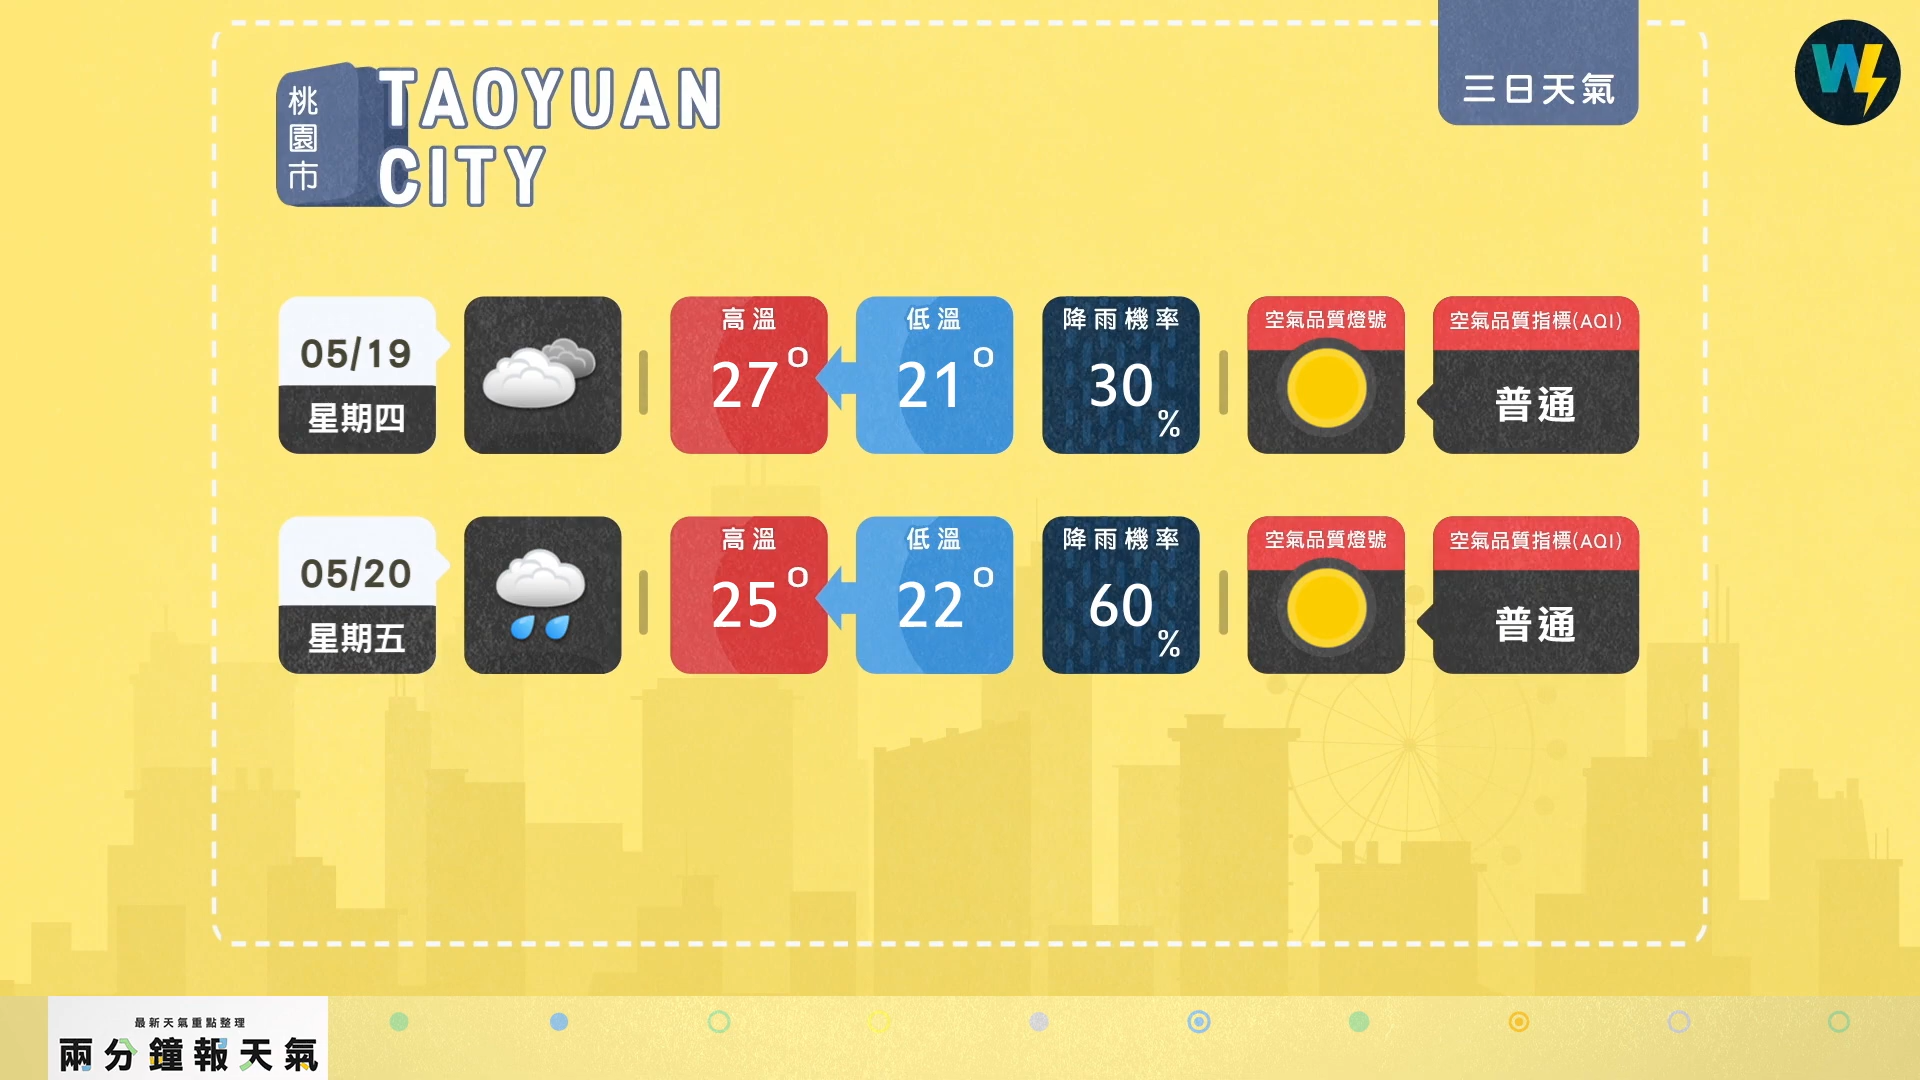 桃園市
TAOYUAN
CITY
三日天氣
W
05/19
星期四
高溫
27°
低溫
21°
降雨機率
30%
空氣品質燈號
空氣品質指標(AQI)
普通
05/20
星期五
高溫
25°
低溫
22°
降雨機率
60%
空氣品質燈號
空氣品質指標(AQI)
普通
最新天氣重點整理
兩分鐘報天氣